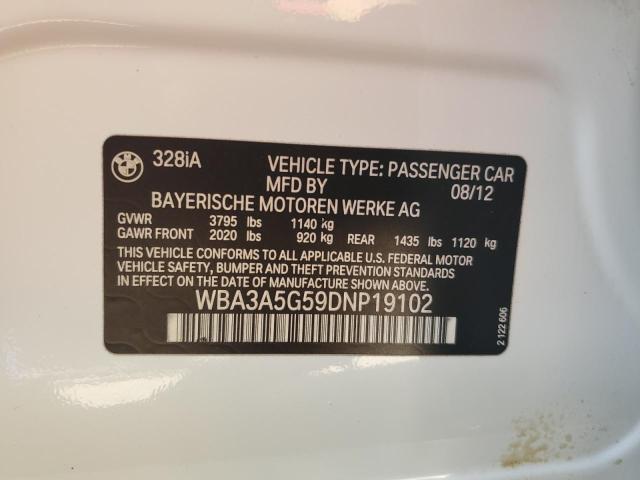 BMW
328iA
VEHICLE TYPE: PASSENGER CAR
MFD BY 08/12
BAYERISCHE MOTOREN WERKE AG
GVWR 3795 lbs 1140 kg
GAWR FRONT 2020 lbs 920 kg REAR 1435 lbs 1120 kg
THIS VEHICLE CONFORMS TO ALL APPLICABLE U.S. FEDERAL MOTOR
VEHICLE SAFETY, BUMPER AND THEFT PREVENTION STANDARDS
IN EFFECT ON THE DATE OF MANUFACTURE SHOWN ABOVE.
WBA3A5G59DNP19102
2 122 606